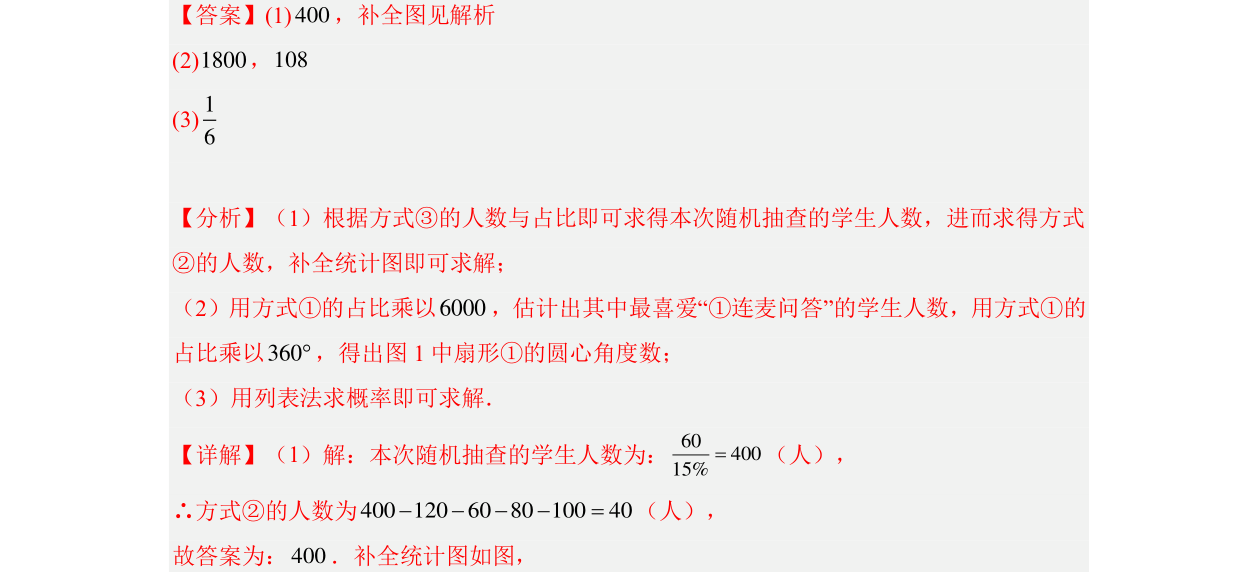 【答案】(1)400，补全图见解析
(2)1800，108
(3)1/6
【分析】（1）根据方式③的人数与占比即可求得本次随机抽查的学生人数，进而求得方式
②的人数，补全统计图即可求解；
（2）用方式①的占比乘以6000，估计出其中最喜爱“①连麦问答”的学生人数，用方式①的
占比乘以360°，得出图 1 中扇形①的圆心角度数；
（3）用列表法求概率即可求解．
【详解】（1）解：本次随机抽查的学生人数为：60/15%=400（人），
∴方式②的人数为400−120−60−80−100=40（人），
故答案为：400．补全统计图如图，